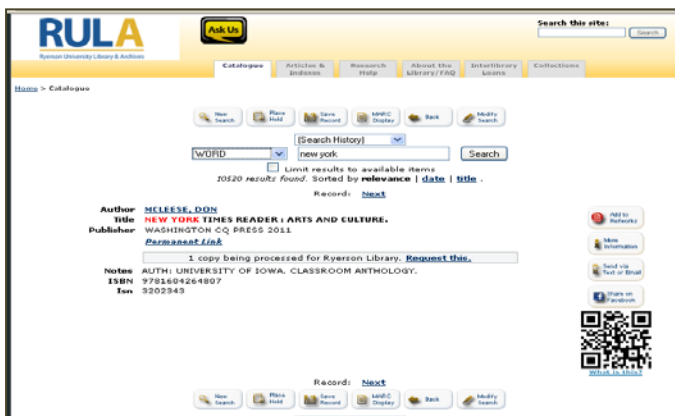 RULA
Ryerson University Library & Archives
Ask Us
Search this site:
Search
Catalogue
Articles & Indexes
Research Help
About the Library/FAQ
Interlibrary Loans
Collections
Home > Catalogue
New Search
Place Hold
Save Record
MARC Display
Back
Modify Search
(Search History)
WORD
new york
Search
Limit results to available items
10520 results found. Sorted by relevance | date | title .
Record: Next
Author MCLEESE, DON
Title NEW YORK TIMES READER : ARTS AND CULTURE.
Publisher WASHINGTON CQ PRESS 2011
Permanent Link
1 copy being processed for Ryerson Library. Request this.
Notes AUTH: UNIVERSITY OF IOWA. CLASSROOM ANTHOLOGY.
ISBN 9781604264807
Isn 3202343
Add to RefWorks
More Information
Send via Text or Email
Share on Facebook
What is this?
Record: Next
New Search
Place Hold
Save Record
MARC Display
Back
Modify Search